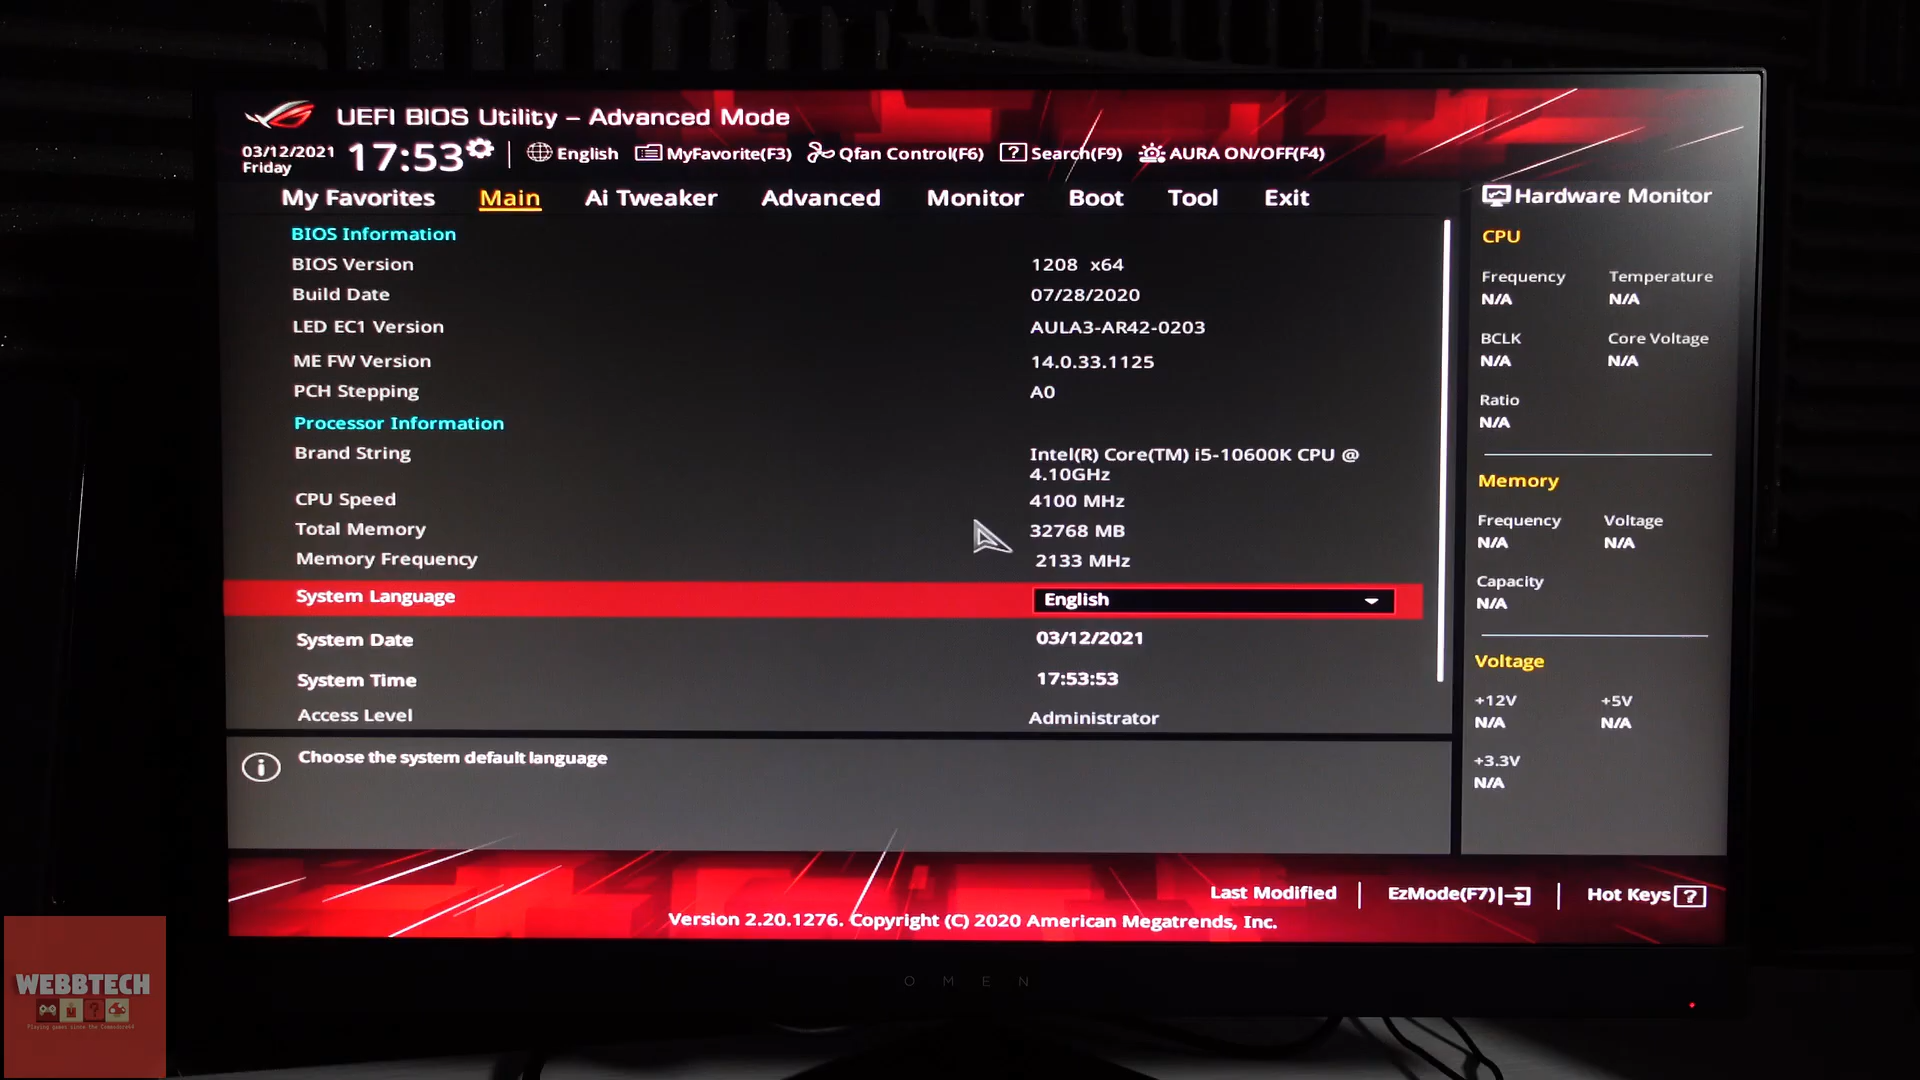 UEFI BIOS Utility – Advanced Mode
03/12/2021
Friday
17:53
English
MyFavorite(F3)
Qfan Control(F6)
Search(F9)
AURA ON/OFF(F4)
My Favorites
Main
Ai Tweaker
Advanced
Monitor
Boot
Tool
Exit
BIOS Information
BIOS Version 1208 x64
Build Date 07/28/2020
LED EC1 Version AULA3-AR42-0203
ME FW Version 14.0.33.1125
PCH Stepping A0
Processor Information
Brand String Intel(R) Core(TM) i5-10600K CPU @
4.10GHz
CPU Speed 4100 MHz
Total Memory 32768 MB
Memory Frequency 2133 MHz
System Language English
System Date 03/12/2021
System Time 17:53:53
Access Level Administrator
Choose the system default language
Hardware Monitor
CPU
Frequency Temperature
N/A N/A
BCLK Core Voltage
N/A N/A
Ratio
N/A
Memory
Frequency Voltage
N/A N/A
Capacity
N/A
Voltage
+12V +5V
N/A N/A
+3.3V
N/A
Last Modified
EzMode(F7)
Hot Keys ?
Version 2.20.1276. Copyright (C) 2020 American Megatrends, Inc.
OMEN
WEBBTECH
Playing games since the Commodore64